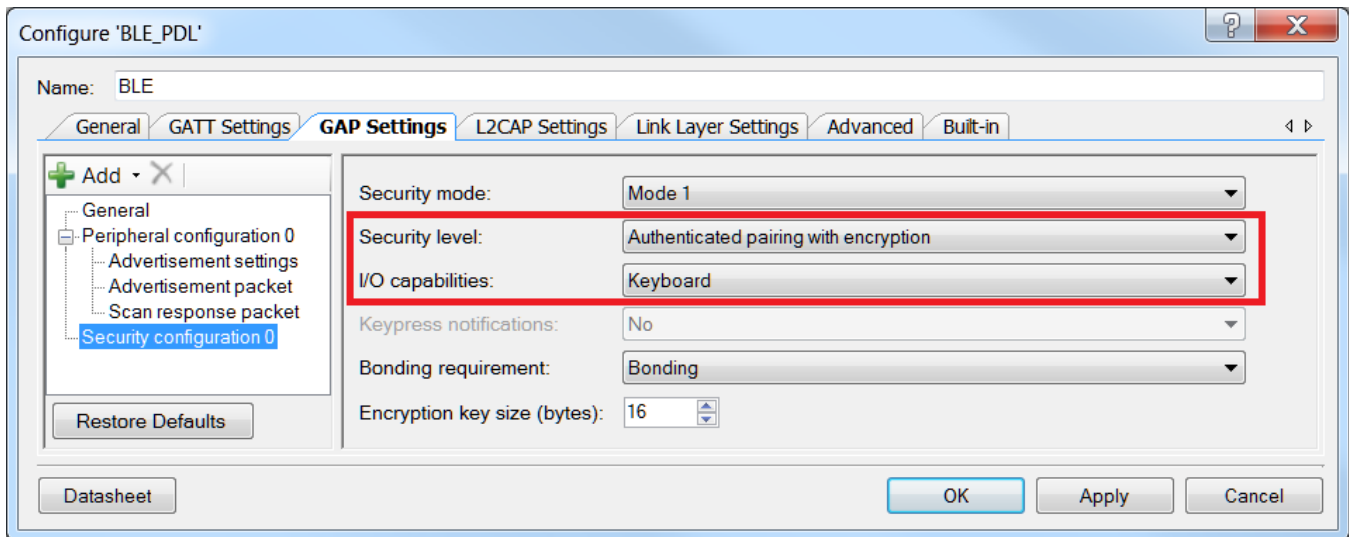 Configure 'BLE_PDL'
Name: BLE
General GATT Settings GAP Settings L2CAP Settings Link Layer Settings Advanced Built-in
Add
General
Peripheral configuration 0
Advertisement settings
Advertisement packet
Scan response packet
Security configuration 0
Restore Defaults
Security mode: Mode 1
Security level: Authenticated pairing with encryption
I/O capabilities: Keyboard
Keypress notifications: No
Bonding requirement: Bonding
Encryption key size (bytes): 16
Datasheet OK Apply Cancel